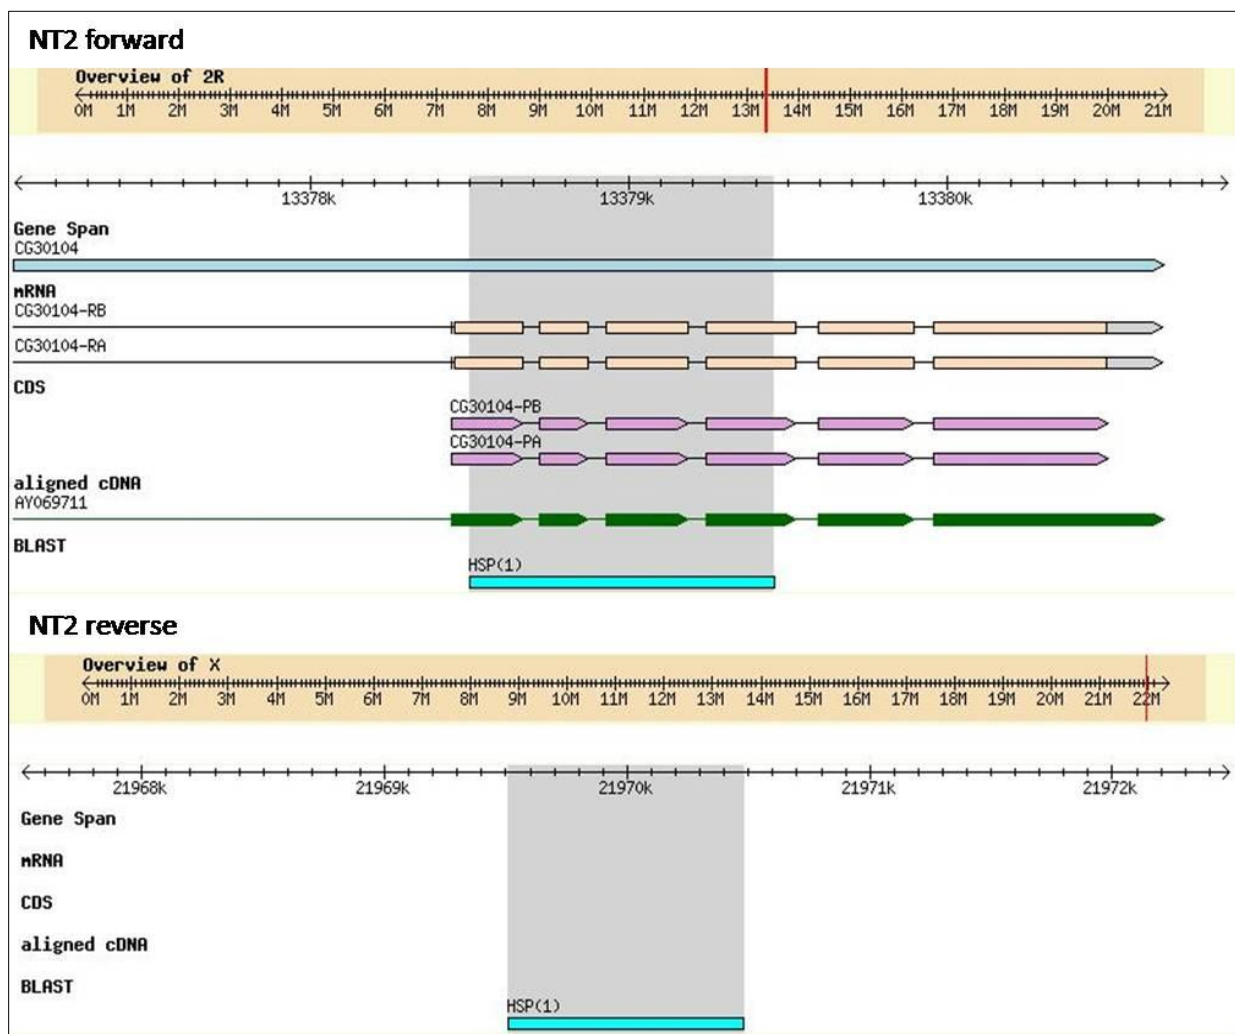 NT2 forward
Overview of 2R
0M 1M 2M 3M 4M 5M 6M 7M 8M 9M 10M 11M 12M 13M 14M 15M 16M 17M 18M 19M 20M 21M
13378k 13379k 13380k
Gene Span
CG30104
mRNA
CG30104-RB
CG30104-RA
CDS
CG30104-PB
CG30104-PA
aligned cDNA
AY069711
BLAST
HSP(1)
NT2 reverse
Overview of X
0M 1M 2M 3M 4M 5M 6M 7M 8M 9M 10M 11M 12M 13M 14M 15M 16M 17M 18M 19M 20M 21M 22M
21968k 21969k 21970k 21971k 21972k
Gene Span
mRNA
CDS
aligned cDNA
BLAST
HSP(1)